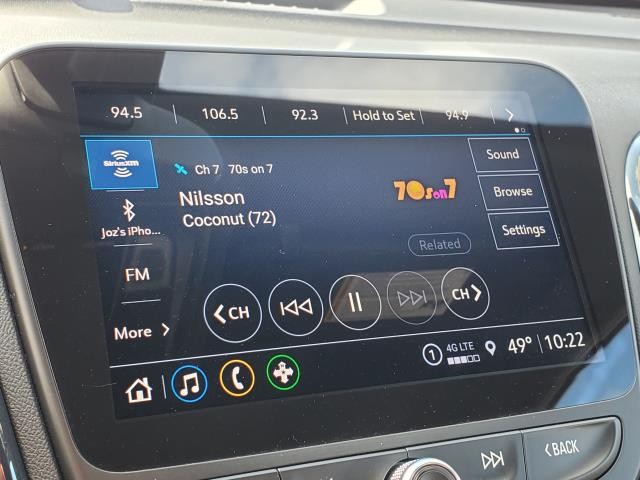 94.5 106.5 92.3 Hold to Set 94.9
SiriusXM
Ch 7 70s on 7
Nilsson
Coconut (72)
70s on 7
Sound
Browse
Settings
Joz's iPho...
Related
FM
CH CH
More
1 4G LTE 49° 10:22
BACK